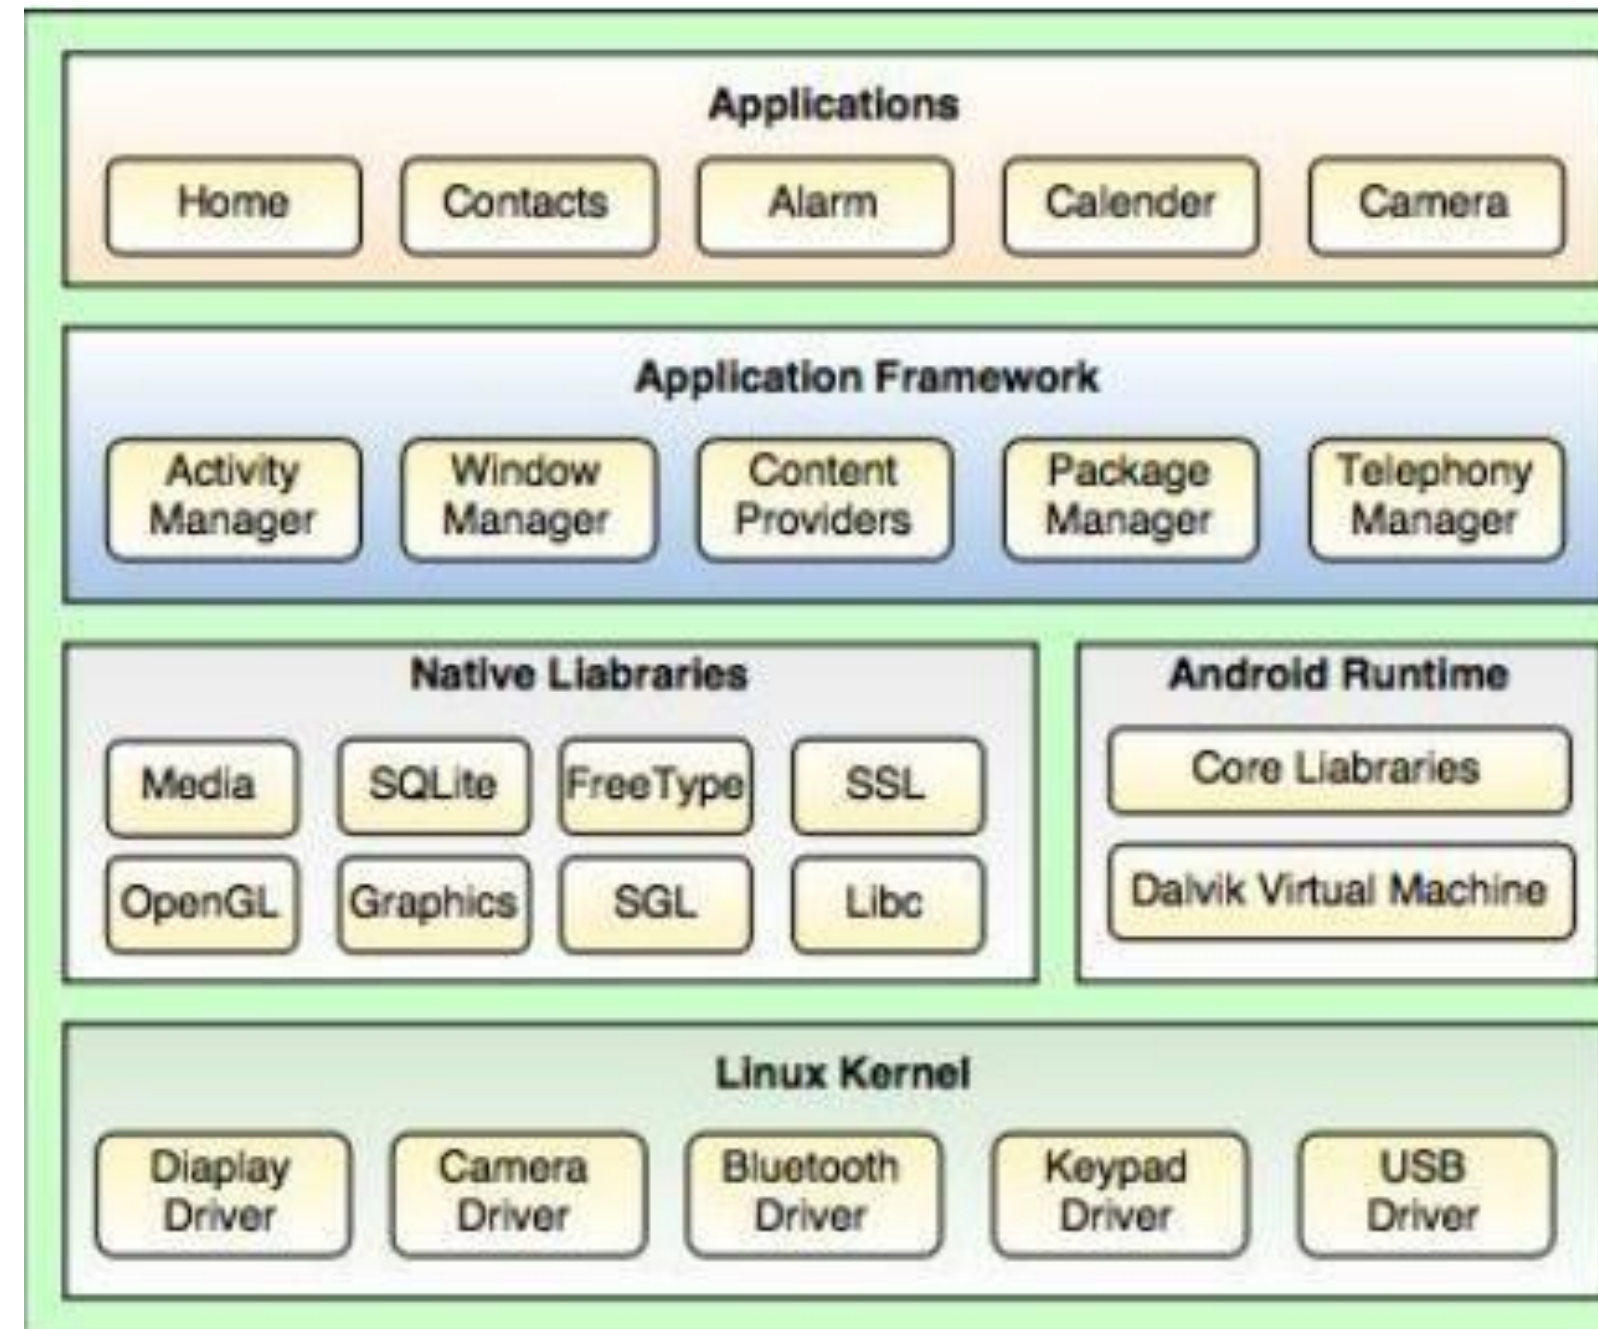 Applications
Home Contacts Alarm Calender Camera
Application Framework
Activity Manager
Window Manager
Content Providers
Package Manager
Telephony Manager
Native Liabraries
Media SQLite FreeType SSL
OpenGL Graphics SGL Libc
Android Runtime
Core Liabraries
Dalvik Virtual Machine
Linux Kernel
Diaplay Driver
Camera Driver
Bluetooth Driver
Keypad Driver
USB Driver